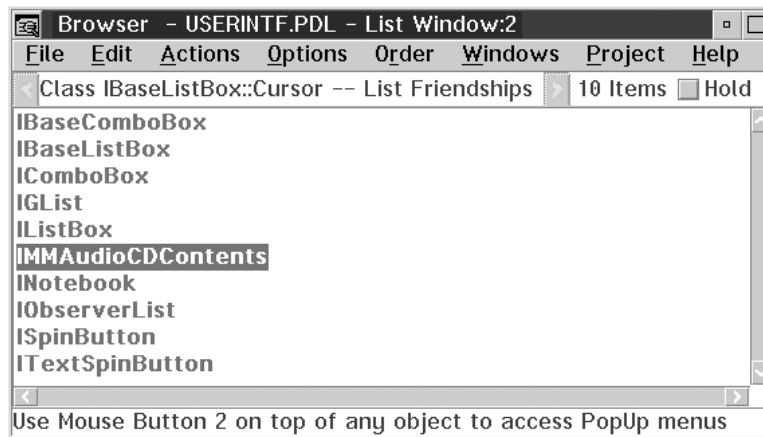 Browser - USERINTF.PDL - List Window:2
File Edit Actions Options Order Windows Project Help
Class IBaseListBox::Cursor -- List Friendships 10 Items Hold
IBaseComboBox
IBaseListBox
IComboBox
IGList
IListBox
IMMAudioCDContents
INotebook
IObserverList
ISpinButton
ITextSpinButton
Use Mouse Button 2 on top of any object to access PopUp menus